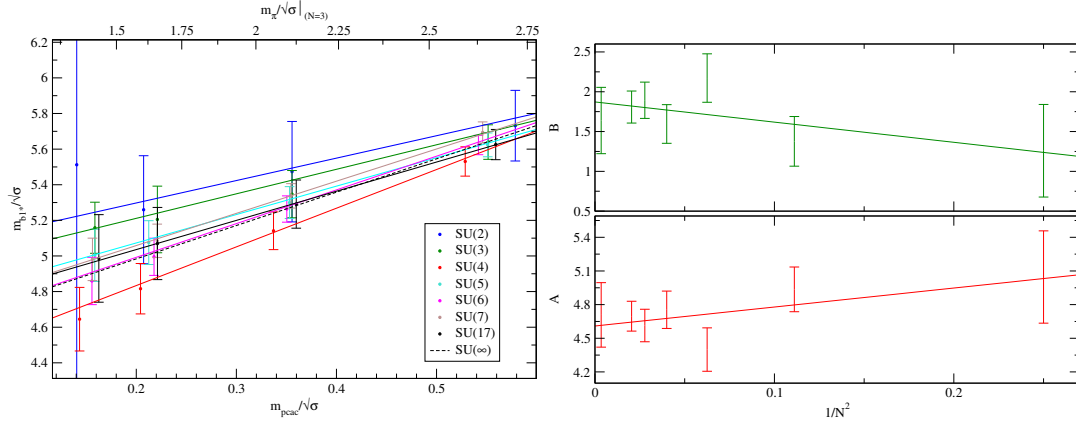 m_π/√σ|(N=3)
1.5 1.75 2 2.25 2.5 2.75
6.2
6
5.8
5.6
5.4
5.2
5
4.8
4.6
4.4
m_b1*/√σ
0.2 0.3 0.4 0.5
m_pcac/√σ
SU(2)
SU(3)
SU(4)
SU(5)
SU(6)
SU(7)
SU(17)
SU(∞)
2.5
2
1.5
1
0.5
B
5.4
5.1
4.8
4.5
4.2
A
0 0.1 0.2
1/N²